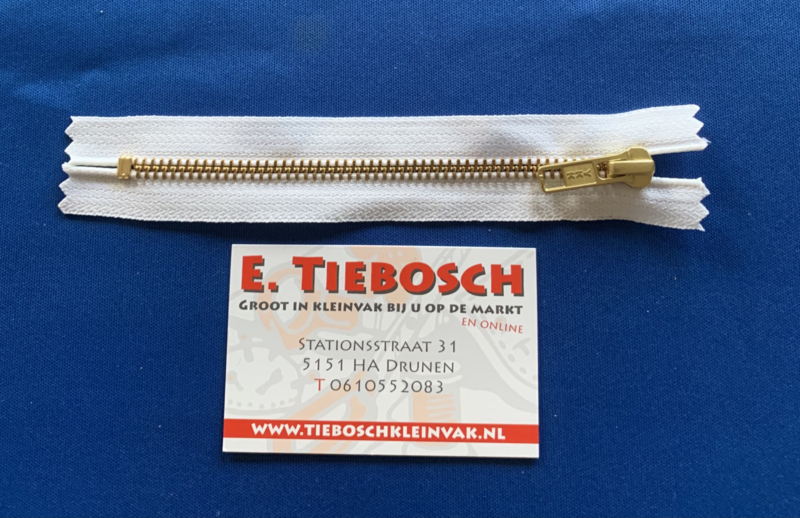 YKK
E. TIEBOSCH
GROOT IN KLEINVAK BIJ U OP DE MARKT
EN ONLINE
STATIONSSTRAAT 31
5151 HA DRUNEN
T 0610552083
WWW.TIEBOSCHKLEINVAK.NL